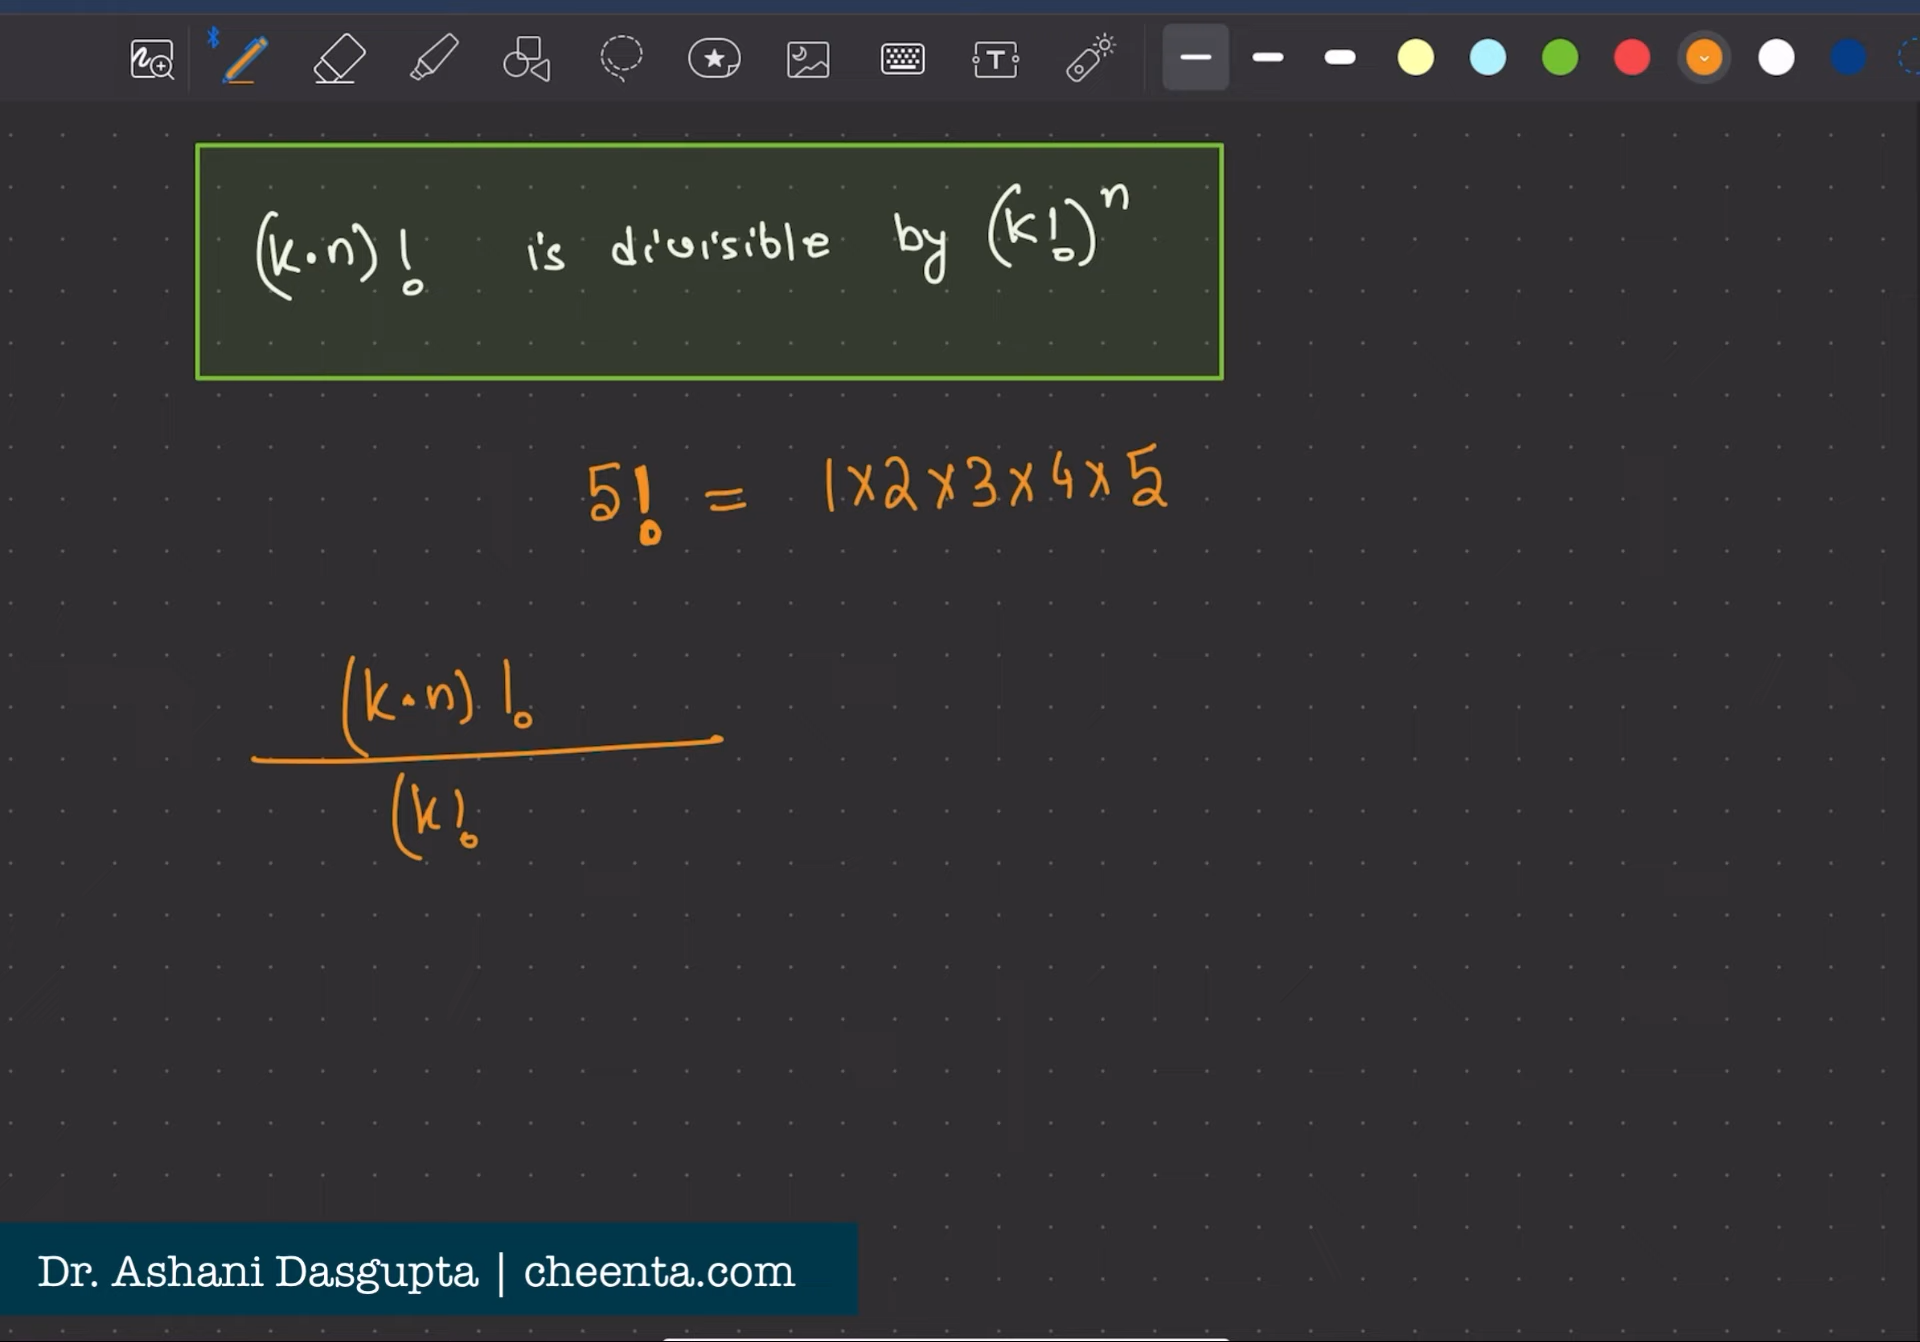 (k·n)! is divisible by (k!)ⁿ
5! = 1×2×3×4×5
(k·n)!
(k!
Dr. Ashani Dasgupta | cheenta.com